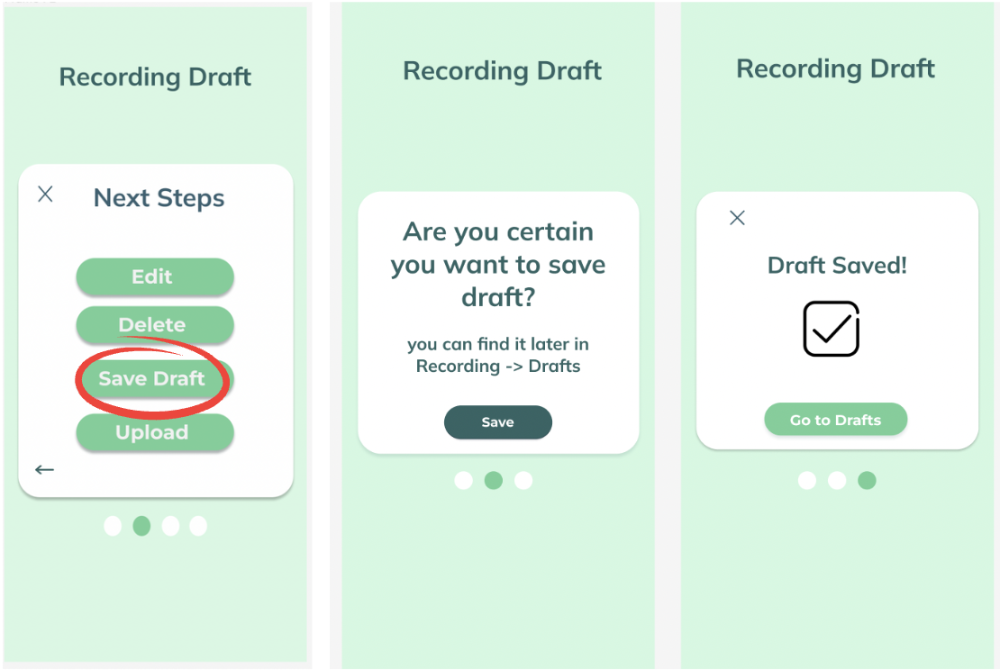 Recording Draft
Next Steps
Edit
Delete
Save Draft
Upload
Recording Draft
Are you certain
you want to save
draft?
you can find it later in
Recording -> Drafts
Save
Recording Draft
Draft Saved!
Go to Drafts